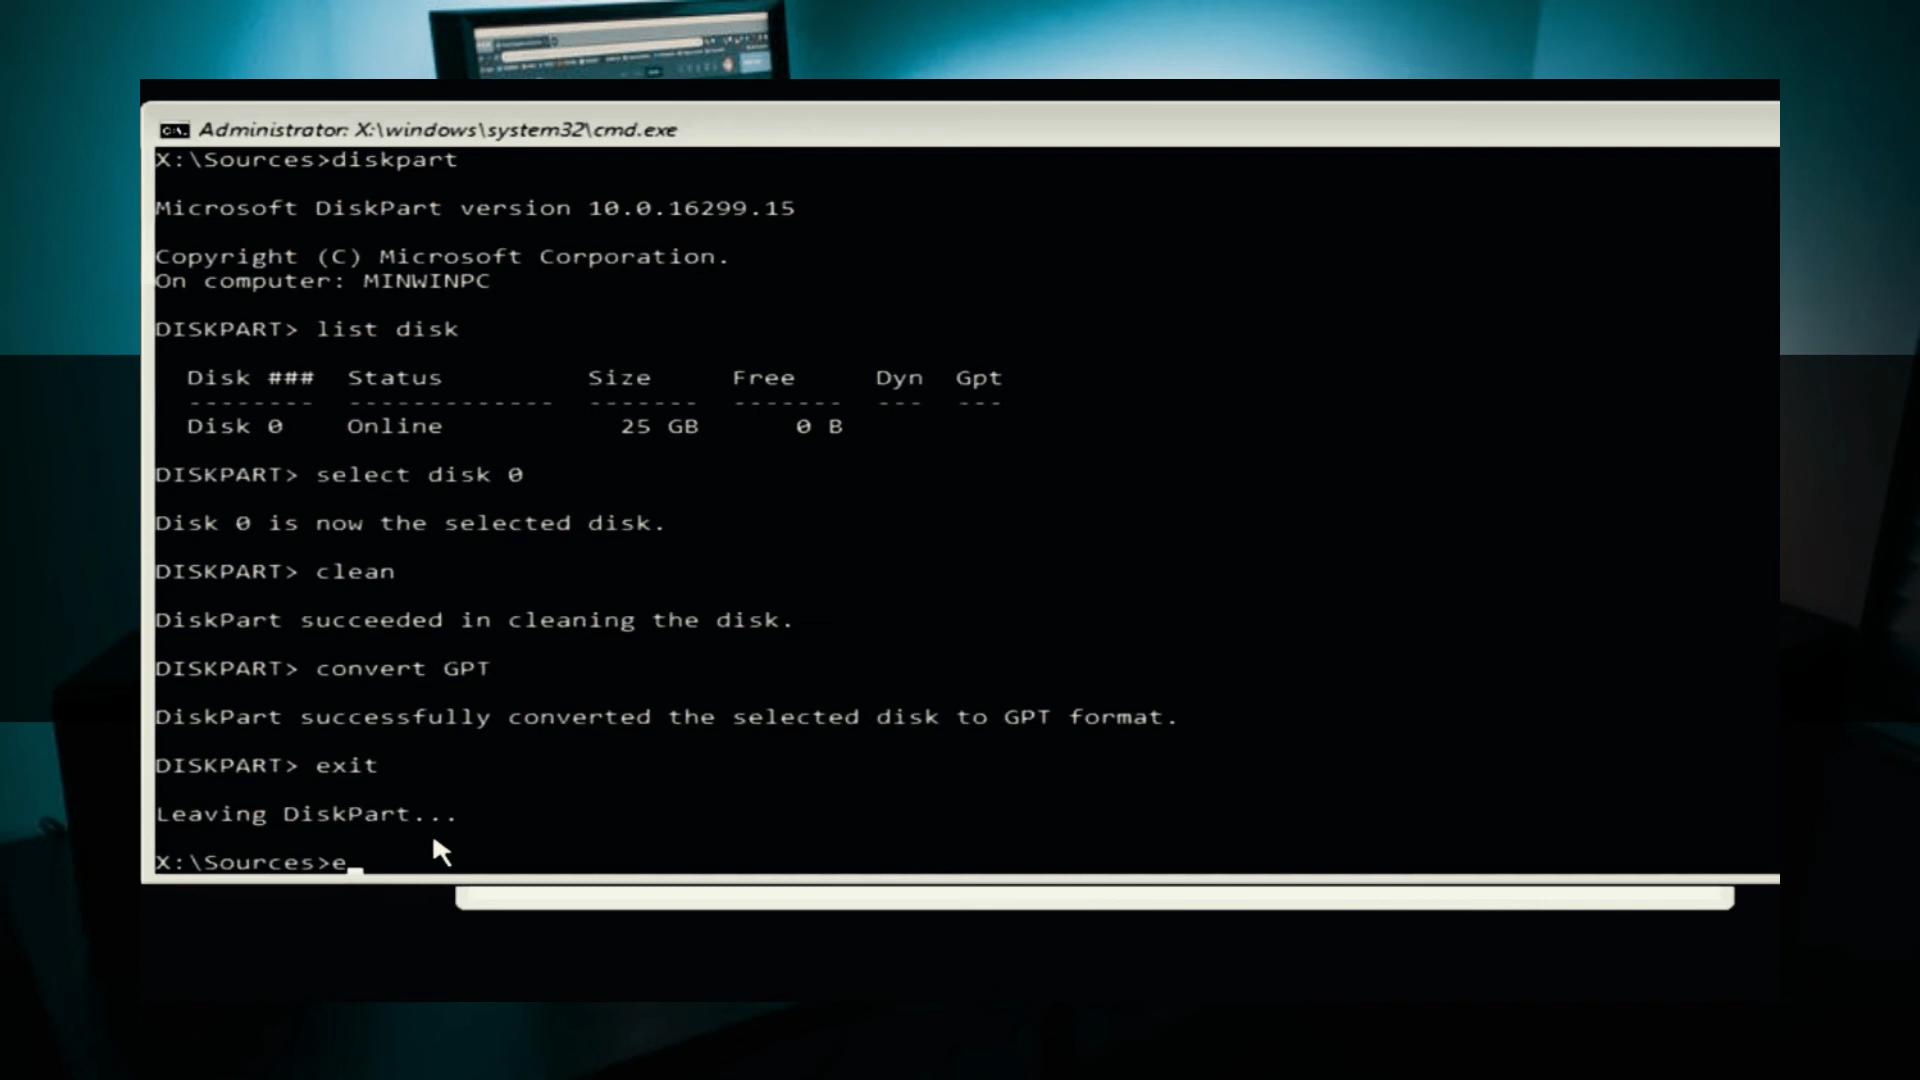 Administrator: X:\windows\system32\cmd.exe
X:\Sources>diskpart
Microsoft DiskPart version 10.0.16299.15
Copyright (C) Microsoft Corporation.
On computer: MINWINPC
DISKPART> list disk
Disk ###  Status         Size     Free     Dyn  Gpt
--------  -------------  -------  -------  ---  ---
Disk 0    Online           25 GB      0 B
DISKPART> select disk 0
Disk 0 is now the selected disk.
DISKPART> clean
DiskPart succeeded in cleaning the disk.
DISKPART> convert GPT
DiskPart successfully converted the selected disk to GPT format.
DISKPART> exit
Leaving DiskPart...
X:\Sources>e_